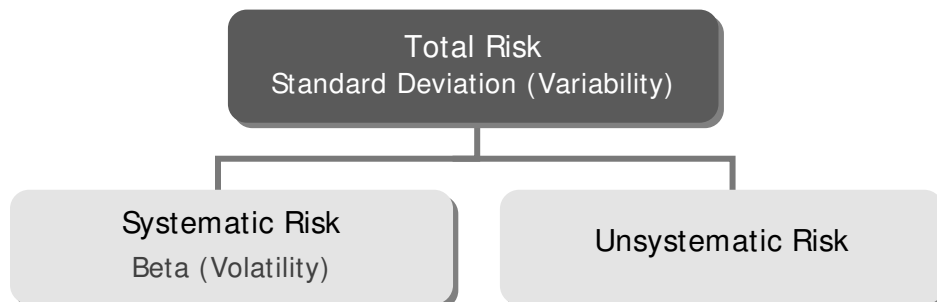 Total Risk
Standard Deviation (Variability)
Systematic Risk
Beta (Volatility)
Unsystematic Risk